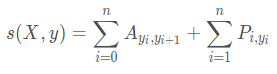 s(X, y) = \sum_{i=0}^{n} A_{y_i, y_{i+1}} + \sum_{i=1}^{n} P_{i, y_i}